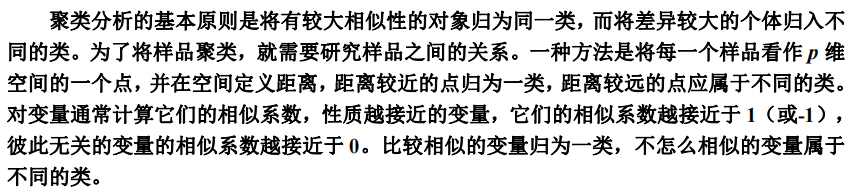 聚类分析的基本原则是将有较大相似性的对象归为同一类，而将差异较大的个体归入不
同的类。为了将样品聚类，就需要研究样品之间的关系。一种方法是将每一个样品看作 p 维
空间的一个点，并在空间定义距离，距离较近的点归为一类，距离较远的点应属于不同的类。
对变量通常计算它们的相似系数，性质越接近的变量，它们的相似系数越接近于 1（或-1），
彼此无关的变量的相似系数越接近于 0。比较相似的变量归为一类，不怎么相似的变量属于
不同的类。